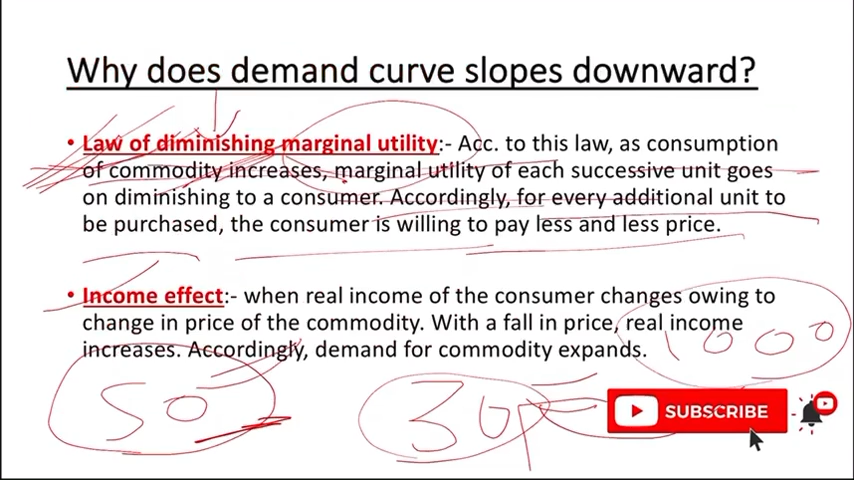 Why does demand curve slopes downward?
• Law of diminishing marginal utility:- Acc. to this law, as consumption
of commodity increases, marginal utility of each successive unit goes
on diminishing to a consumer. Accordingly, for every additional unit to
be purchased, the consumer is willing to pay less and less price.
• Income effect:- when real income of the consumer changes owing to
change in price of the commodity. With a fall in price, real income
increases. Accordingly, demand for commodity expands.
1000
50
30
SUBSCRIBE